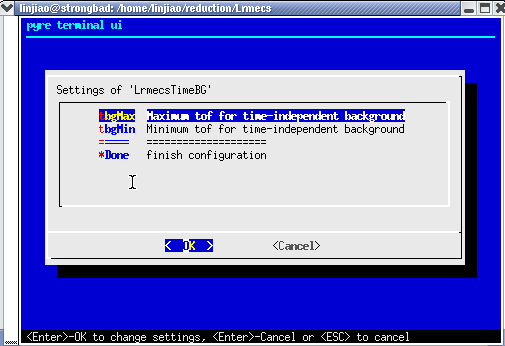 linjiao@strongbad: /home/linjiao/reduction/Lrmecs
pyre terminal ui
Settings of 'LrmecsTimeBG'
tbgMax Maximum tof for time-independent background
tbgMin Minimum tof for time-independent background
===== ====================
*Done finish configuration
< OK > <Cancel>
<Enter>-OK to change settings, <Enter>-Cancel or <ESC> to cancel